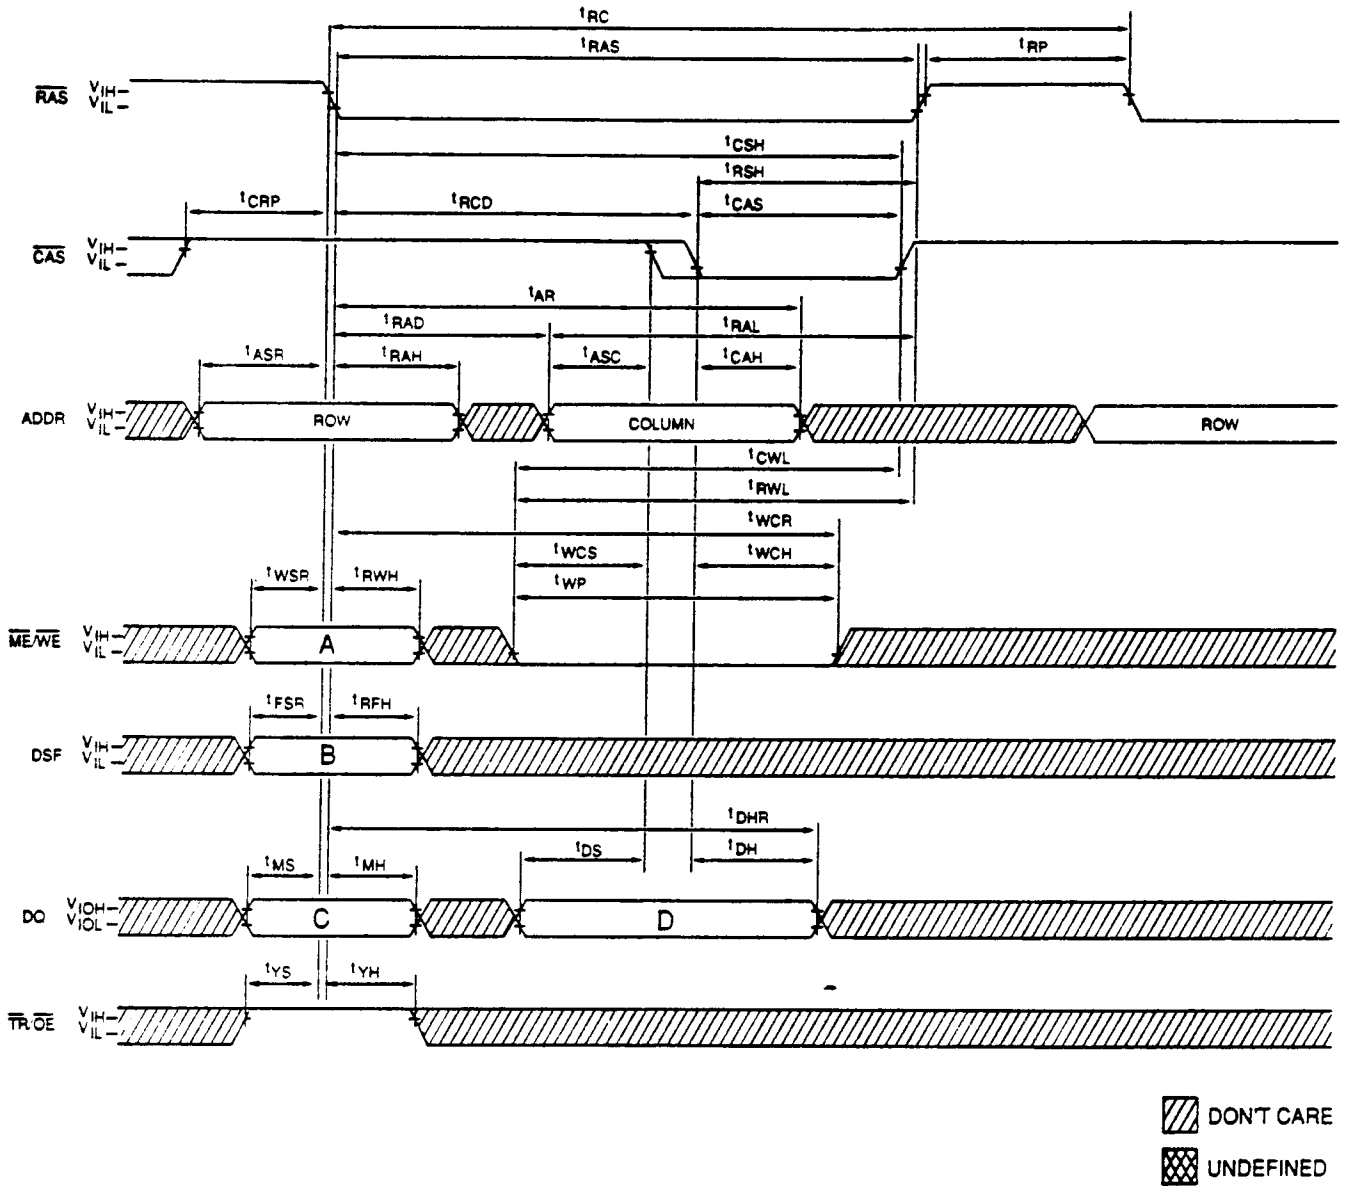 tRC
tRAS
tRP
RAS VIH VIL
tCSH
tRSH
tCRP tRCD tCAS
CAS VIH VIL
tAR
tRAD tRAL
tASR tRAH tASC tCAH
ADDR VIH VIL ROW COLUMN ROW
tCWL
tRWL
tWCR
tWCS tWCH
tWSR tRWH tWP
ME/WE VIH VIL A
tFSR tRFH
DSF VIH VIL B
tDHR
tMS tMH tDS tDH
DQ VIOH VIOL C D
tYS tYH
TR/OE VIH VIL
DON'T CARE
UNDEFINED